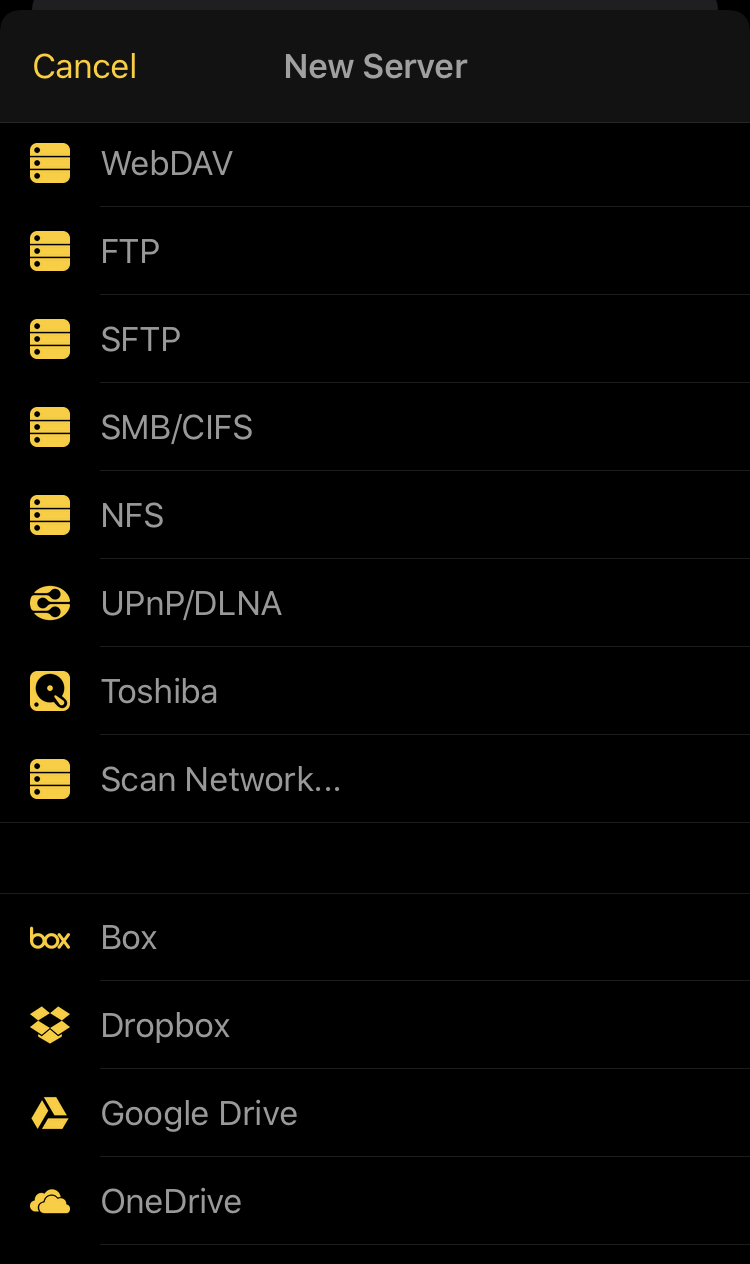 Cancel
New Server
WebDAV
FTP
SFTP
SMB/CIFS
NFS
UPnP/DLNA
Toshiba
Scan Network...
box
Box
Dropbox
Google Drive
OneDrive